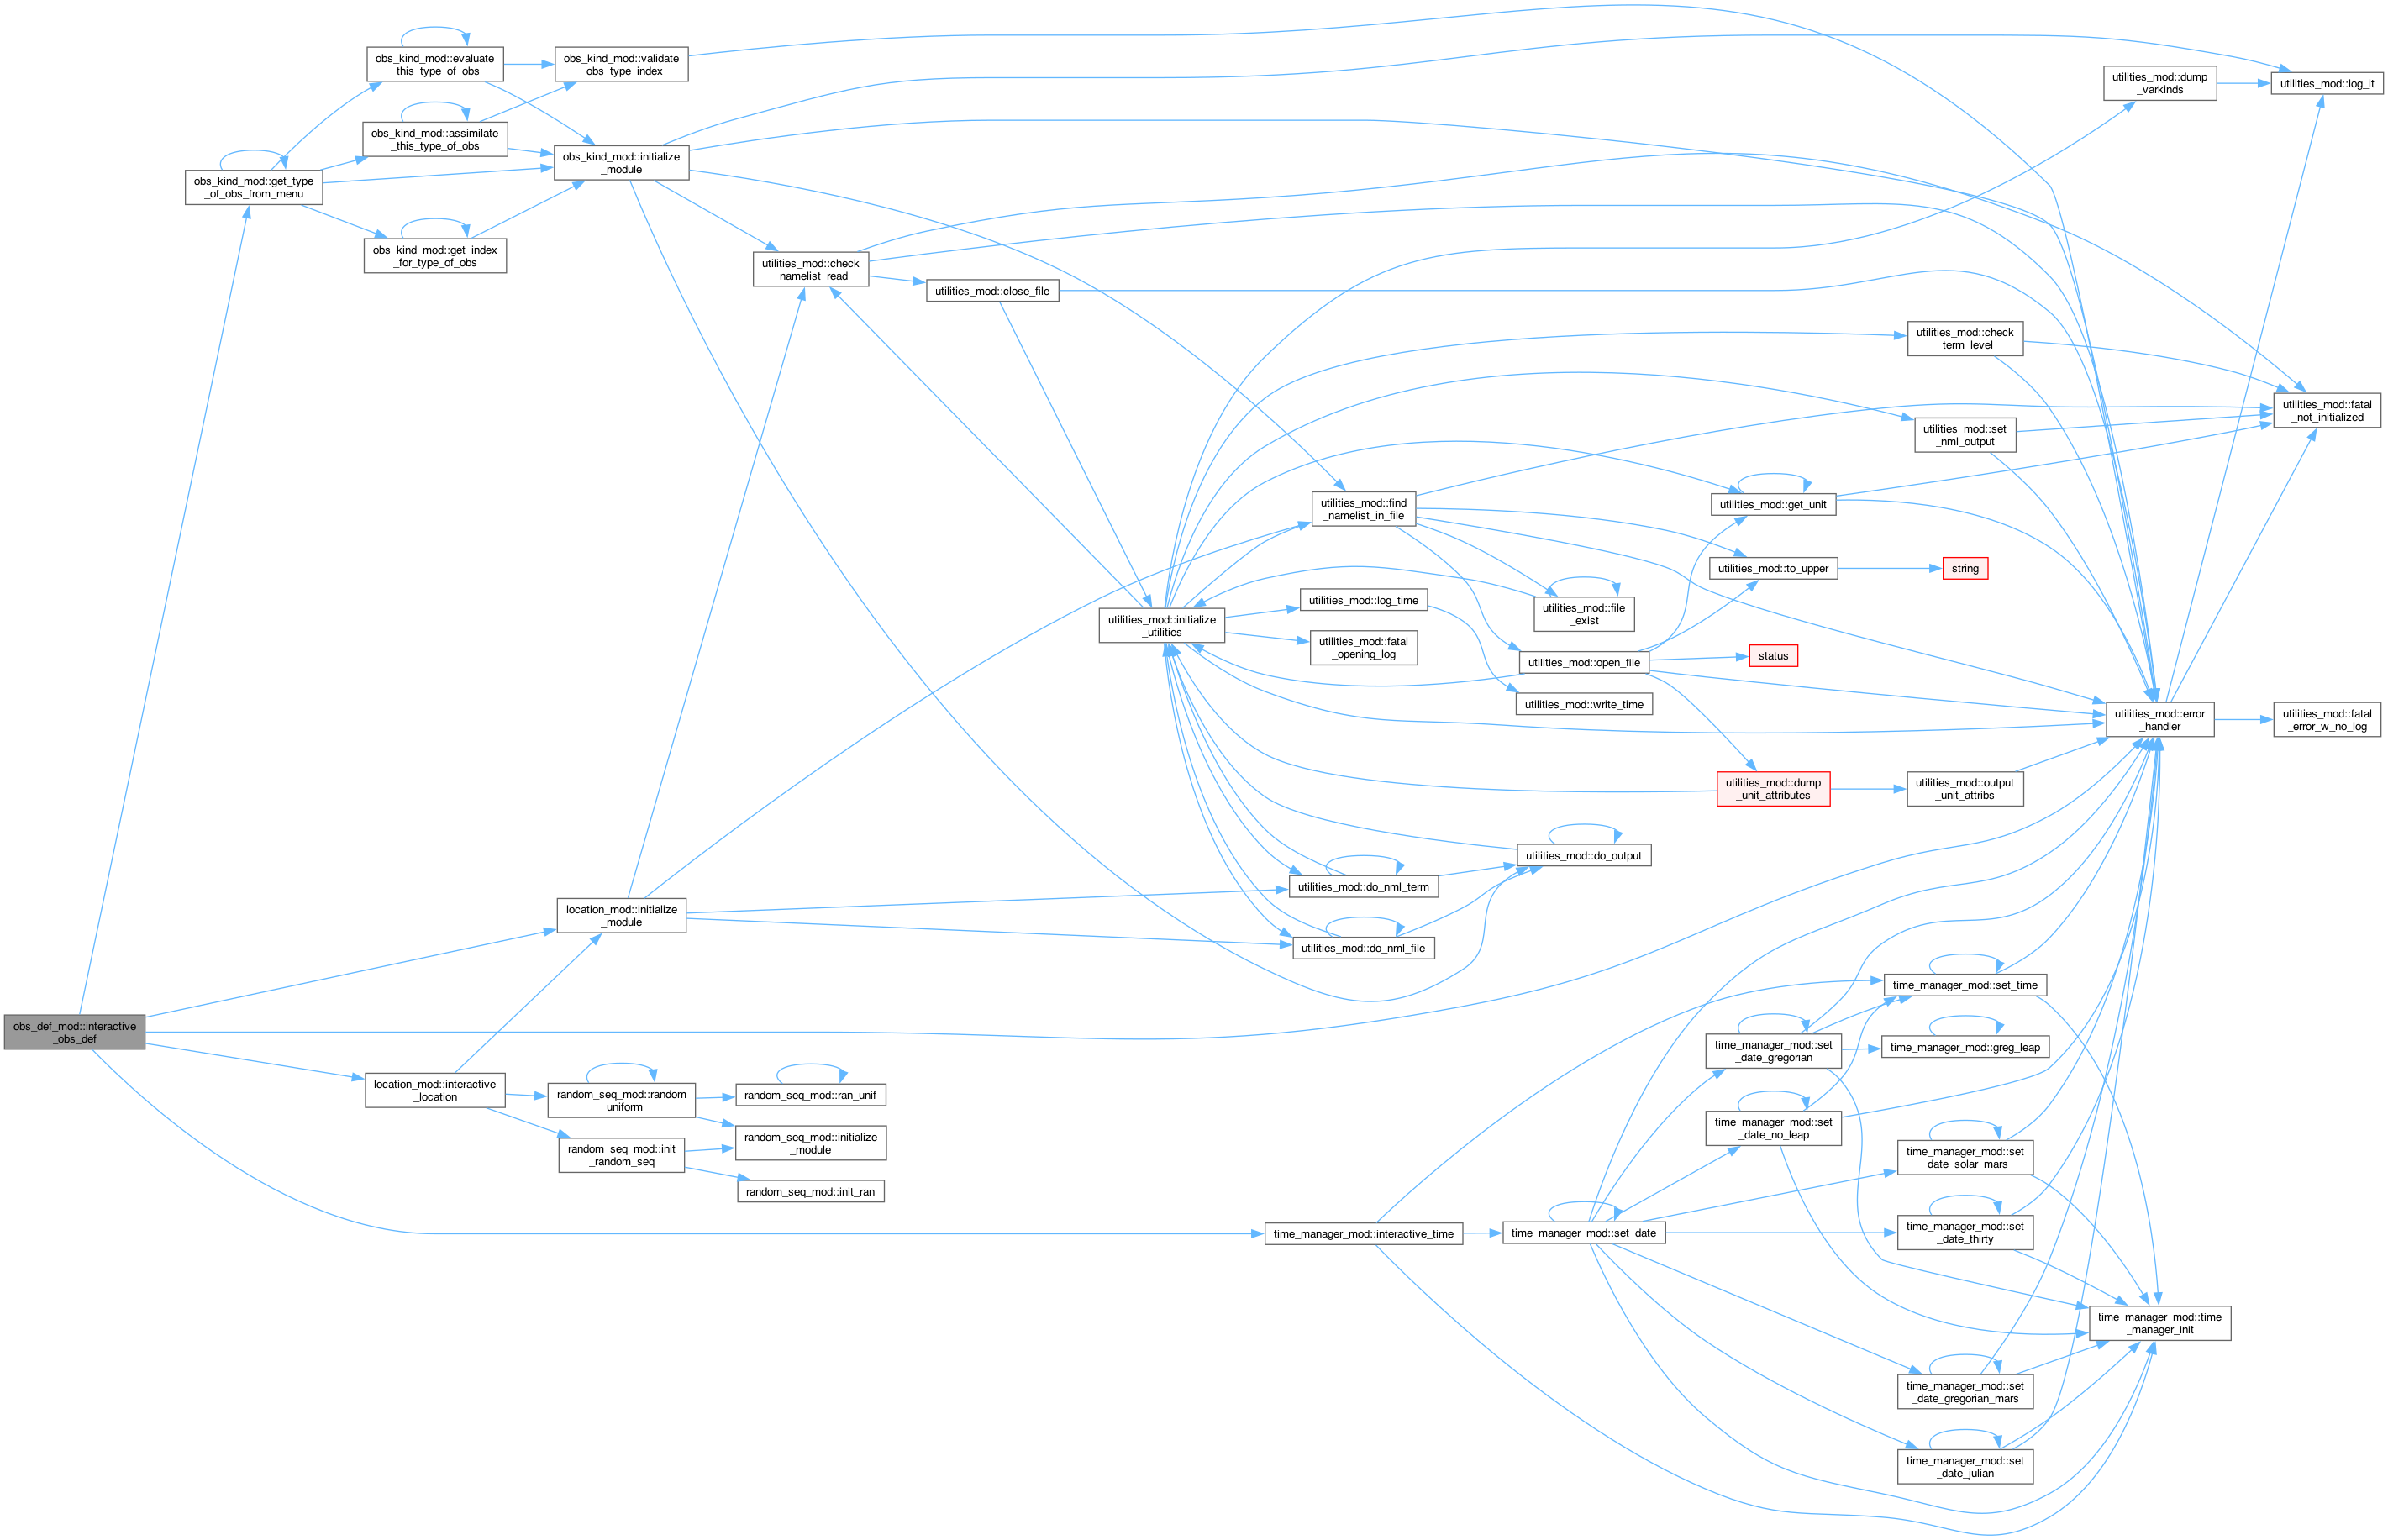 obs_kind_mod::evaluate
_this_type_of_obs
obs_kind_mod::validate
_obs_type_index
utilities_mod::dump
_varkinds
utilities_mod::log_it
obs_kind_mod::assimilate
_this_type_of_obs
obs_kind_mod::initialize
_module
obs_kind_mod::get_type
_of_obs_from_menu
obs_kind_mod::get_index
_for_type_of_obs
utilities_mod::check
_namelist_read
utilities_mod::close_file
utilities_mod::check
_term_level
utilities_mod::fatal
_not_initialized
utilities_mod::set
_nml_output
utilities_mod::find
_namelist_in_file
utilities_mod::get_unit
utilities_mod::to_upper
string
utilities_mod::log_time
utilities_mod::file
_exist
utilities_mod::initialize
_utilities
utilities_mod::fatal
_opening_log
utilities_mod::open_file
status
utilities_mod::write_time
utilities_mod::error
_handler
utilities_mod::fatal
_error_w_no_log
utilities_mod::dump
_unit_attributes
utilities_mod::output
_unit_attribs
utilities_mod::do_output
utilities_mod::do_nml_term
location_mod::initialize
_module
utilities_mod::do_nml_file
time_manager_mod::set_time
obs_def_mod::interactive
_obs_def
time_manager_mod::set
_date_gregorian
time_manager_mod::greg_leap
location_mod::interactive
_location
random_seq_mod::random
_uniform
random_seq_mod::ran_unif
time_manager_mod::set
_date_no_leap
random_seq_mod::initialize
_module
random_seq_mod::init
_random_seq
time_manager_mod::set
_date_solar_mars
random_seq_mod::init_ran
time_manager_mod::interactive_time
time_manager_mod::set_date
time_manager_mod::set
_date_thirty
time_manager_mod::time
_manager_init
time_manager_mod::set
_date_gregorian_mars
time_manager_mod::set
_date_julian